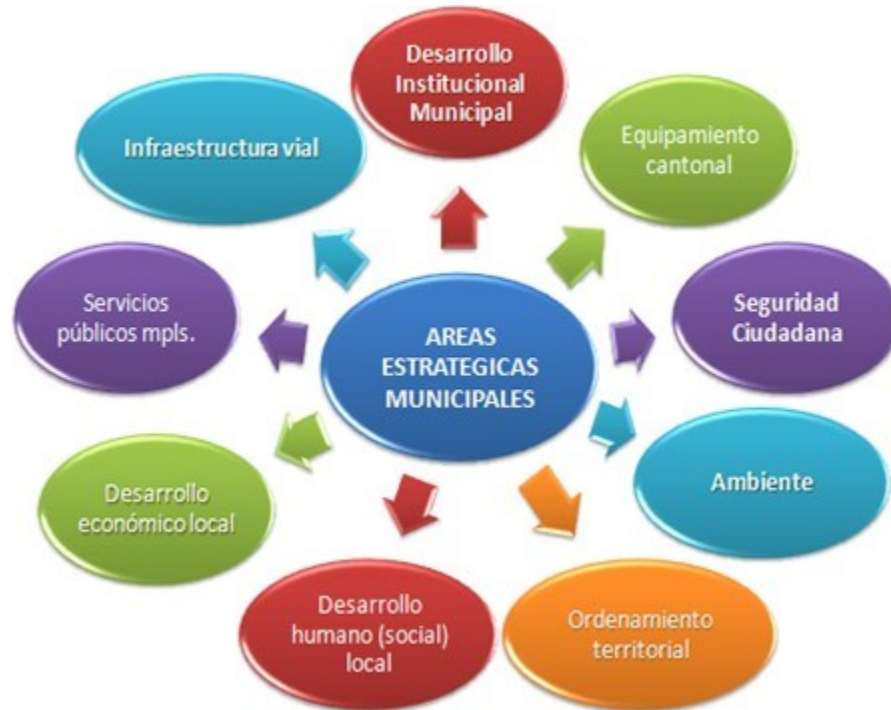 Desarrollo
Institucional
Municipal
Equipamiento
cantonal
Seguridad
Ciudadana
Ambiente
Ordenamiento
territorial
Desarrollo
humano (social)
local
Desarrollo
económico local
Servicios
públicos mpls.
Infraestructura vial
AREAS
ESTRATEGICAS
MUNICIPALES